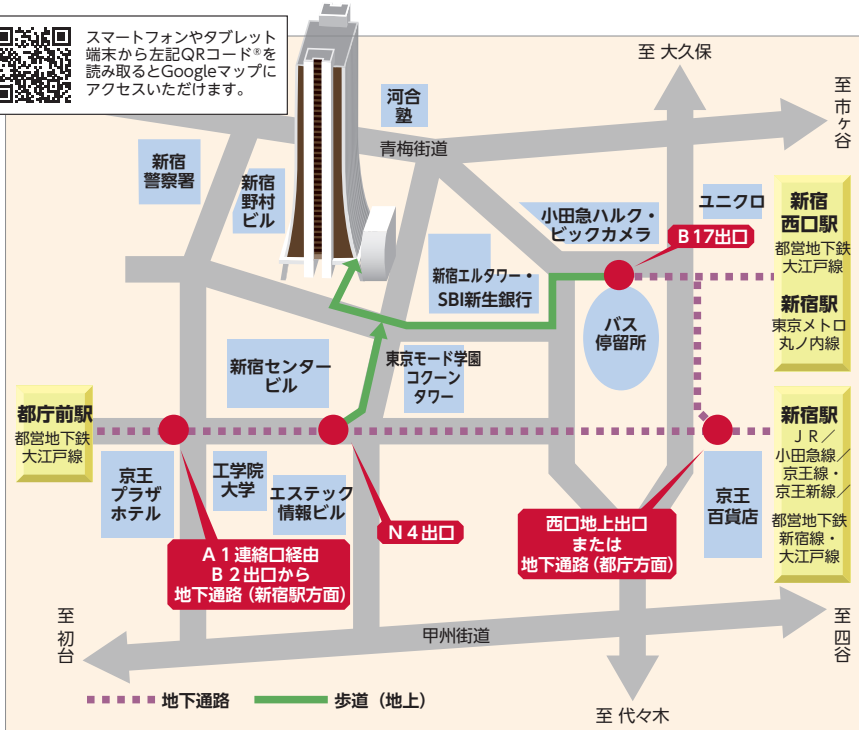 スマートフォンやタブレット
端末から左記QRコード®を
読み取るとGoogleマップに
アクセスいただけます。
至 大久保
至 市ヶ谷
河合
塾
青梅街道
新宿
警察署
新宿
野村
ビル
ユニクロ
小田急ハルク・
ビックカメラ
B17出口
新宿
西口駅
都営地下鉄
大江戸線
新宿駅
東京メトロ
丸ノ内線
新宿エルタワー・
SBI新生銀行
バス
停留所
新宿センター
ビル
東京モード学園
コクーン
タワー
都庁前駅
都営地下鉄
大江戸線
新宿駅
JR/
小田急線/
京王線・
京王新線/
都営地下鉄
新宿線・
大江戸線
京王
プラザ
ホテル
工学院
大学
エステック
情報ビル
N4出口
京王
百貨店
A1連絡口経由
B2出口から
地下通路(新宿駅方面)
西口地上出口
または
地下通路(都庁方面)
至 初台
甲州街道
至 四谷
地下通路
歩道(地上)
至 代々木